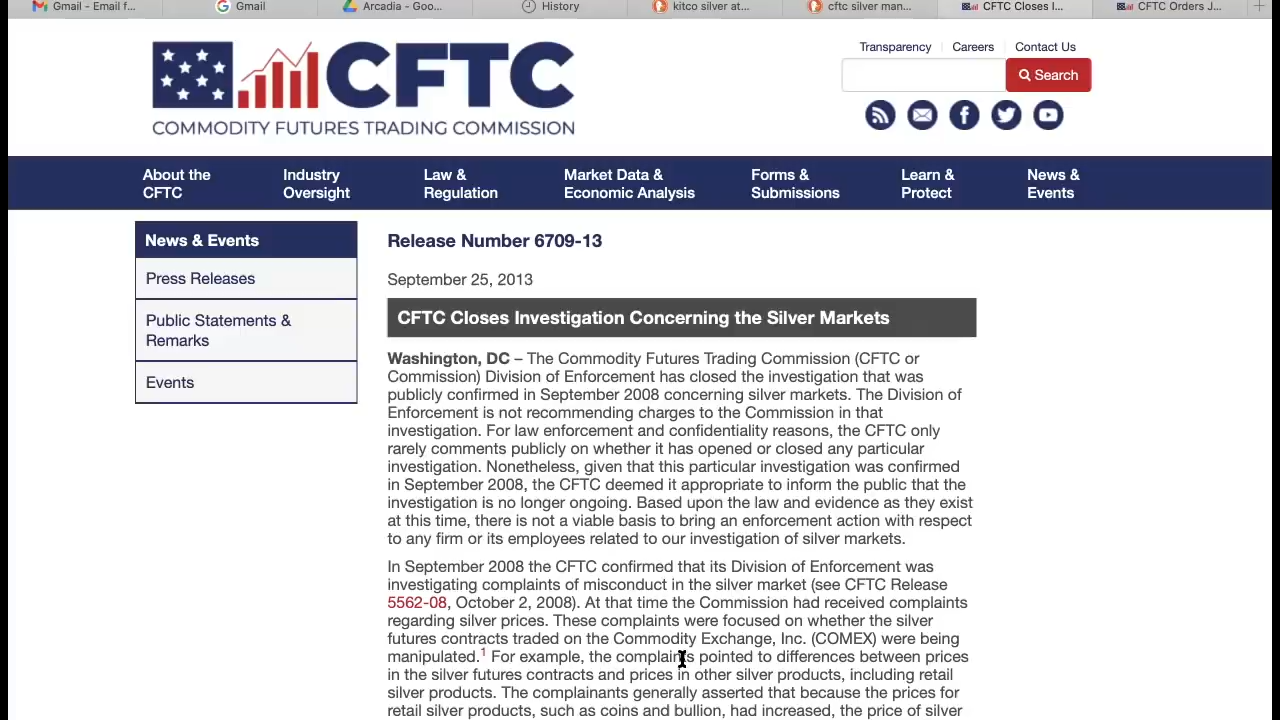 Gmail - Email f...
Gmail
Arcadia - Goo...
History
kitco silver at...
cftc silver man...
CFTC Closes I...
CFTC Orders J...
CFTC
COMMODITY FUTURES TRADING COMMISSION
Transparency
Careers
Contact Us
Search
About the
CFTC
Industry
Oversight
Law &
Regulation
Market Data &
Economic Analysis
Forms &
Submissions
Learn &
Protect
News &
Events
News & Events
Press Releases
Public Statements &
Remarks
Events
Release Number 6709-13
September 25, 2013
CFTC Closes Investigation Concerning the Silver Markets
Washington, DC – The Commodity Futures Trading Commission (CFTC or
Commission) Division of Enforcement has closed the investigation that was
publicly confirmed in September 2008 concerning silver markets. The Division of
Enforcement is not recommending charges to the Commission in that
investigation. For law enforcement and confidentiality reasons, the CFTC only
rarely comments publicly on whether it has opened or closed any particular
investigation. Nonetheless, given that this particular investigation was confirmed
in September 2008, the CFTC deemed it appropriate to inform the public that the
investigation is no longer ongoing. Based upon the law and evidence as they exist
at this time, there is not a viable basis to bring an enforcement action with respect
to any firm or its employees related to our investigation of silver markets.
In September 2008 the CFTC confirmed that its Division of Enforcement was
investigating complaints of misconduct in the silver market (see CFTC Release
5562-08, October 2, 2008). At that time the Commission had received complaints
regarding silver prices. These complaints were focused on whether the silver
futures contracts traded on the Commodity Exchange, Inc. (COMEX) were being
manipulated.1 For example, the complaints pointed to differences between prices
in the silver futures contracts and prices in other silver products, including retail
silver products. The complainants generally asserted that because the prices for
retail silver products, such as coins and bullion, had increased, the price of silver